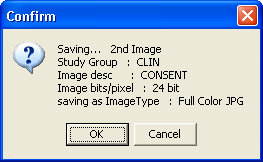 Confirm
Saving... 2nd Image
Study Group : CLIN
Image desc : CONSENT
Image bits/pixel : 24 bit
saving as ImageType : Full Color JPG
OK
Cancel